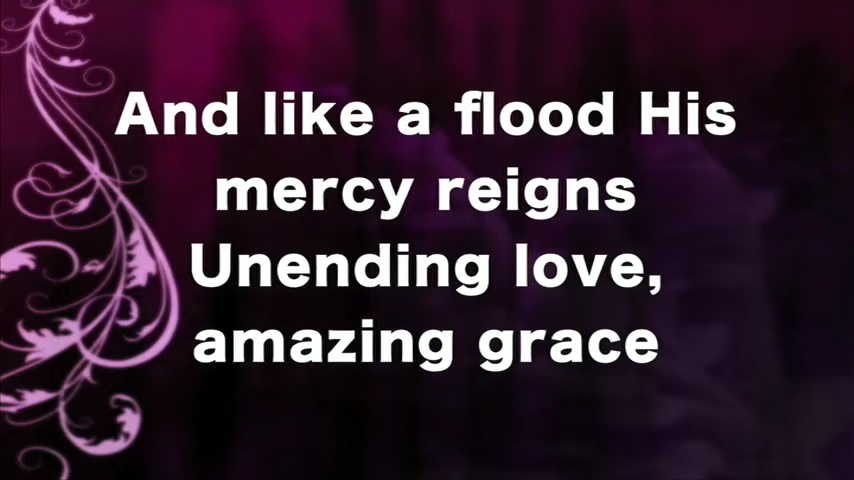 And like a flood His
mercy reigns
Unending love,
amazing grace